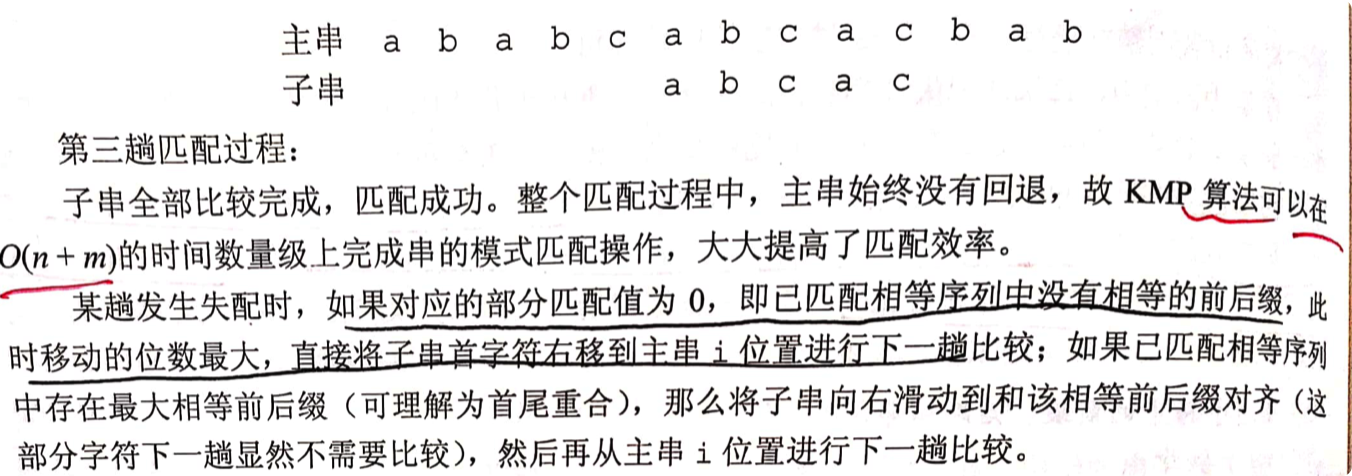 主串 a b a b c a b c a c b a b
子串 a b c a c
第三趟匹配过程：
子串全部比较完成，匹配成功。整个匹配过程中，主串始终没有回退，故 KMP 算法可以在
O(n + m)的时间数量级上完成串的模式匹配操作，大大提高了匹配效率。
某趟发生失配时，如果对应的部分匹配值为 0，即已匹配相等序列中没有相等的前后缀，此
时移动的位数最大，直接将子串首字符右移到主串 i 位置进行下一趟比较；如果已匹配相等序列
中存在最大相等前后缀（可理解为首尾重合），那么将子串向右滑动到和该相等前后缀对齐（这
部分字符下一趟显然不需要比较），然后再从主串 i 位置进行下一趟比较。